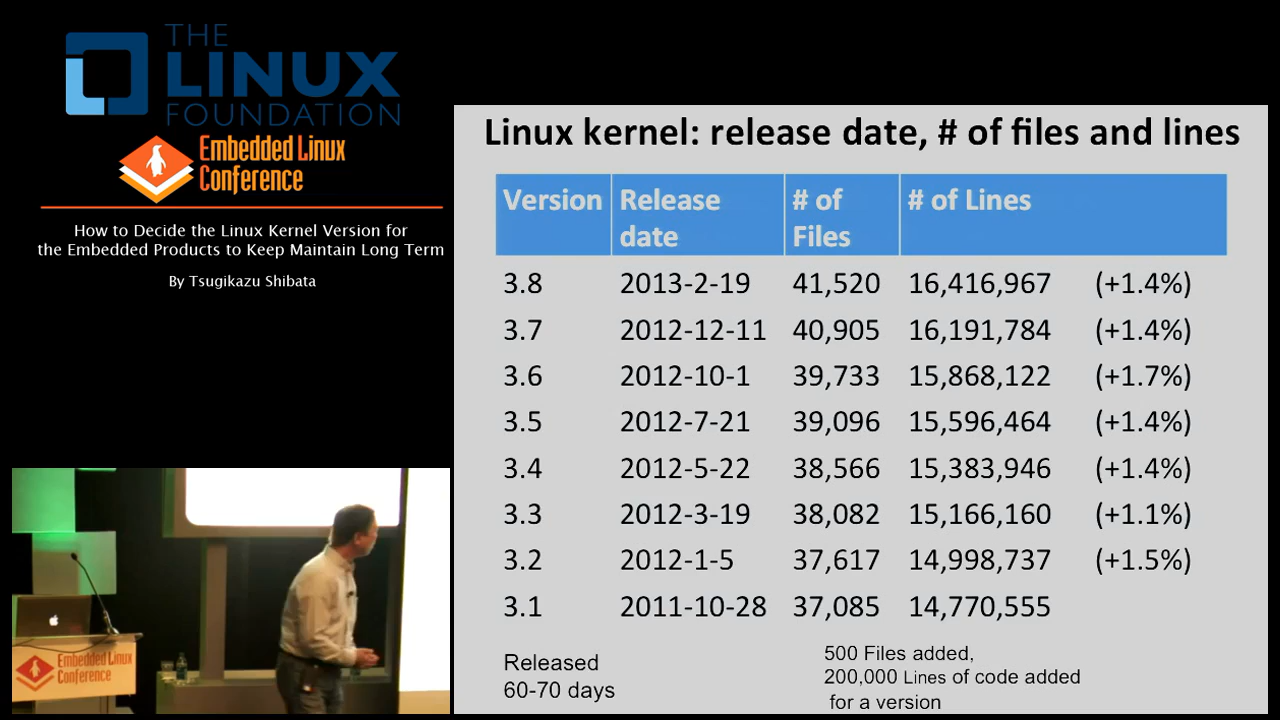 THE
LINUX
FOUNDATION
Embedded Linux
Conference
How to Decide the Linux Kernel Version for
the Embedded Products to Keep Maintain Long Term
By Tsugikazu Shibata
Linux kernel: release date, # of files and lines
Version Release date # of Files # of Lines
3.8 2013-2-19 41,520 16,416,967 (+1.4%)
3.7 2012-12-11 40,905 16,191,784 (+1.4%)
3.6 2012-10-1 39,733 15,868,122 (+1.7%)
3.5 2012-7-21 39,096 15,596,464 (+1.4%)
3.4 2012-5-22 38,566 15,383,946 (+1.4%)
3.3 2012-3-19 38,082 15,166,160 (+1.1%)
3.2 2012-1-5 37,617 14,998,737 (+1.5%)
3.1 2011-10-28 37,085 14,770,555
Released
60-70 days
500 Files added,
200,000 Lines of code added
for a version
Embedded Linux
Conference